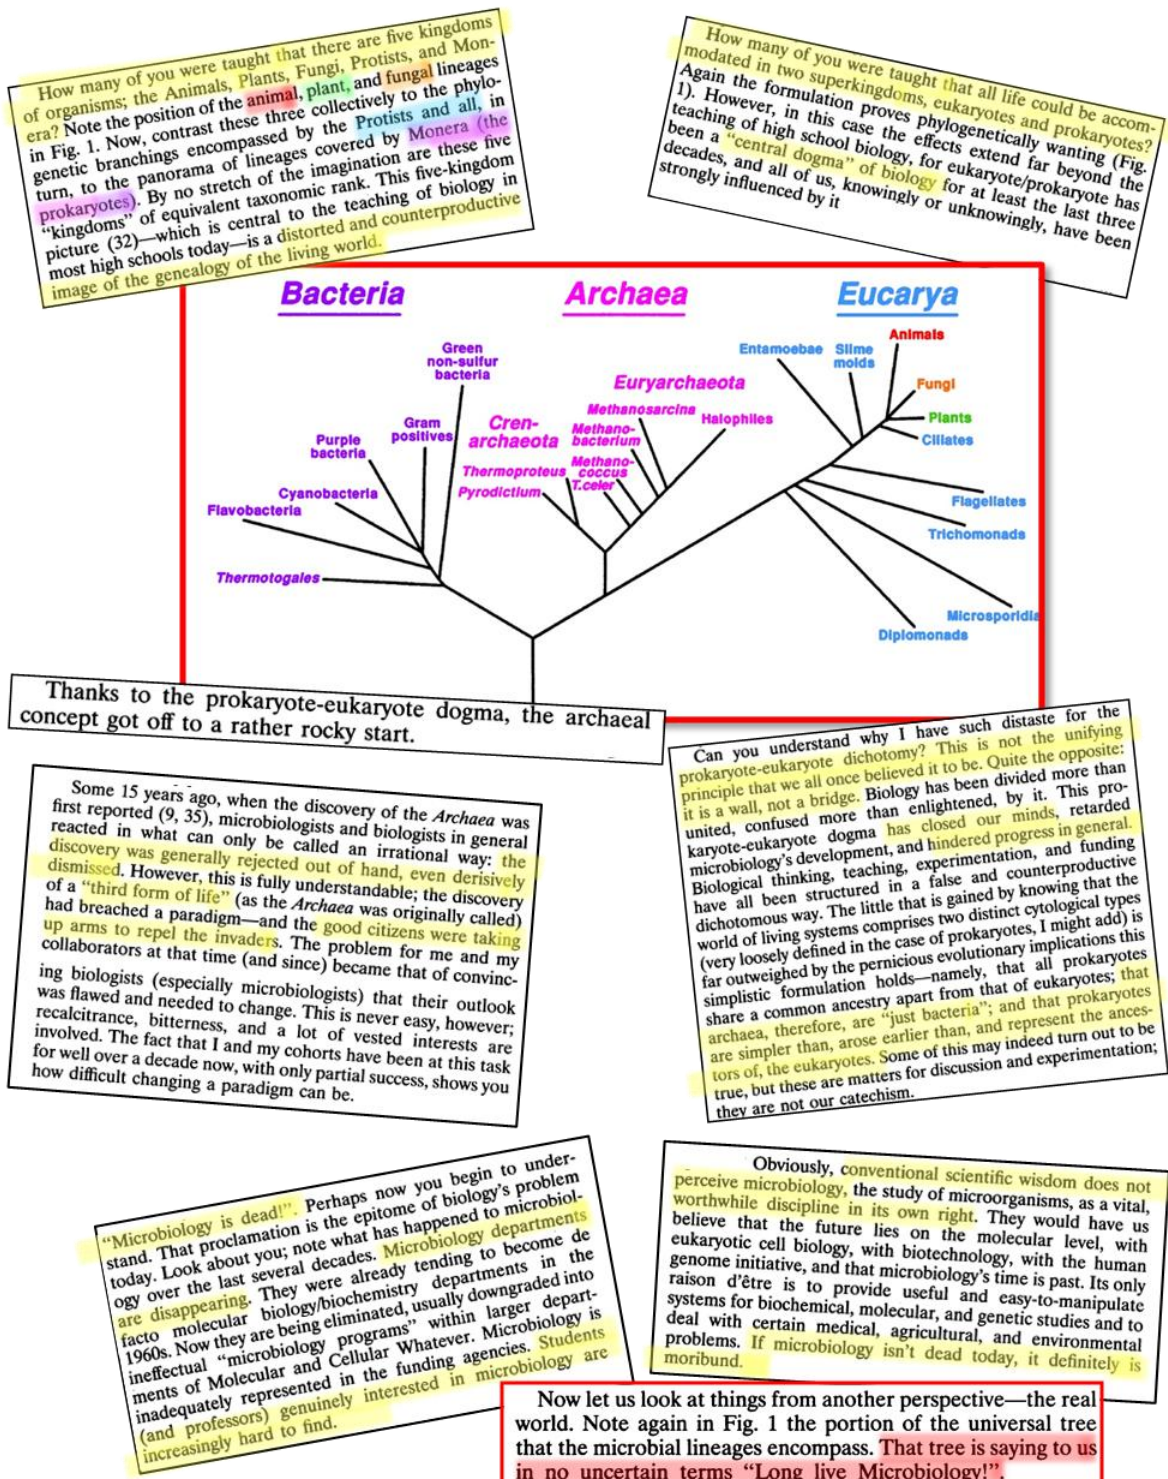 How many of you were taught that there are five kingdoms
of organisms; the Animals, Plants, Fungi, Protists, and Mon-
era? Note the position of the animal, plant, and fungal lineages
in Fig. 1. Now, contrast these three collectively to the phylo-
genetic branchings encompassed by the Protists and all, in
turn, to the panorama of lineages covered by Monera (the
prokaryotes). By no stretch of the imagination are these five
“kingdoms” of equivalent taxonomic rank. This five-kingdom
picture (32)—which is central to the teaching of biology in
most high schools today—is a distorted and counterproductive
image of the genealogy of the living world.
How many of you were taught that all life could be accom-
modated in two superkingdoms, eukaryotes and prokaryotes?
Again the formulation proves phylogenetically wanting (Fig.
1). However, in this case the effects extend far beyond the
teaching of high school biology, for eukaryote/prokaryote has
been a “central dogma” of biology for at least the last three
decades, and all of us, knowingly or unknowingly, have been
strongly influenced by it
Bacteria
Archaea
Eucarya
Green
non-sulfur
bacteria
Gram
positives
Purple
bacteria
Cyanobacteria
Flavobacteria
Thermotogales
Cren-
archaeota
Thermoproteus
Pyrodictium
Euryarchaeota
Methanosarcina
Methano-
bacterium
Methano-
coccus
T.celer
Halophiles
Entamoebae
Slime
molds
Animals
Fungi
Plants
Ciliates
Flagellates
Trichomonads
Microsporidia
Diplomonads
Thanks to the prokaryote-eukaryote dogma, the archaeal
concept got off to a rather rocky start.
Some 15 years ago, when the discovery of the Archaea was
first reported (9, 35), microbiologists and biologists in general
reacted in what can only be called an irrational way: the
discovery was generally rejected out of hand, even derisively
dismissed. However, this is fully understandable; the discovery
of a “third form of life” (as the Archaea was originally called)
had breached a paradigm—and the good citizens were taking
up arms to repel the invaders. The problem for me and my
collaborators at that time (and since) became that of convinc-
ing biologists (especially microbiologists) that their outlook
was flawed and needed to change. This is never easy, however;
recalcitrance, bitterness, and a lot of vested interests are
involved. The fact that I and my cohorts have been at this task
for well over a decade now, with only partial success, shows you
how difficult changing a paradigm can be.
Can you understand why I have such distaste for the
prokaryote-eukaryote dichotomy? This is not the unifying
principle that we all once believed it to be. Quite the opposite:
it is a wall, not a bridge. Biology has been divided more than
united, confused more than enlightened, by it. This pro-
karyote-eukaryote dogma has closed our minds, retarded
microbiology's development, and hindered progress in general.
Biological thinking, teaching, experimentation, and funding
have all been structured in a false and counterproductive
dichotomous way. The little that is gained by knowing that the
world of living systems comprises two distinct cytological types
(very loosely defined in the case of prokaryotes, I might add) is
far outweighed by the pernicious evolutionary implications this
simplistic formulation holds—namely, that all prokaryotes
share a common ancestry apart from that of eukaryotes; that
archaea, therefore, are “just bacteria”; and that prokaryotes
are simpler than, arose earlier than, and represent the ances-
tors of, the eukaryotes. Some of this may indeed turn out to be
true, but these are matters for discussion and experimentation;
they are not our catechism.
“Microbiology is dead!”. Perhaps now you begin to under-
stand. That proclamation is the epitome of biology's problem
today. Look about you; note what has happened to microbiol-
ogy over the last several decades. Microbiology departments
are disappearing. They were already tending to become de
facto molecular biology/biochemistry departments in the
1960s. Now they are being eliminated, usually downgraded into
ineffectual “microbiology programs” within larger depart-
ments of Molecular and Cellular Whatever. Microbiology is
inadequately represented in the funding agencies. Students
(and professors) genuinely interested in microbiology are
increasingly hard to find.
Obviously, conventional scientific wisdom does not
perceive microbiology, the study of microorganisms, as a vital,
worthwhile discipline in its own right. They would have us
believe that the future lies on the molecular level, with
eukaryotic cell biology, with biotechnology, with the human
genome initiative, and that microbiology's time is past. Its only
raison d'être is to provide useful and easy-to-manipulate
systems for biochemical, molecular, and genetic studies and to
deal with certain medical, agricultural, and environmental
problems. If microbiology isn't dead today, it definitely is
moribund.
Now let us look at things from another perspective—the real
world. Note again in Fig. 1 the portion of the universal tree
that the microbial lineages encompass. That tree is saying to us
in no uncertain terms “Long live Microbiology!”.